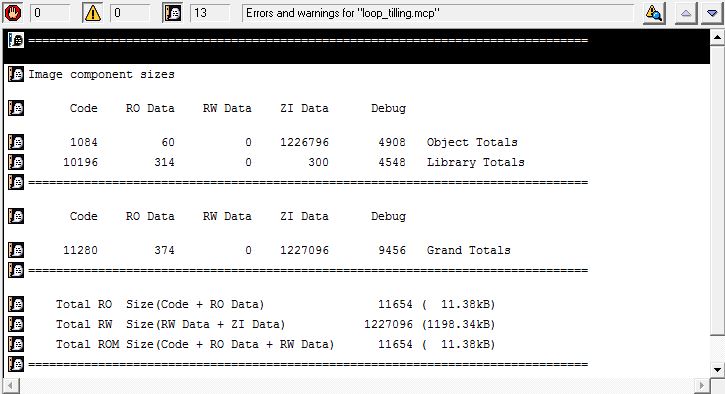 0 0 13 Errors and warnings for "loop_tilling.mcp"
================================================================================
Image component sizes
Code RO Data RW Data ZI Data Debug
1084 60 0 1226796 4908 Object Totals
10196 314 0 300 4548 Library Totals
================================================================================
Code RO Data RW Data ZI Data Debug
11280 374 0 1227096 9456 Grand Totals
================================================================================
Total RO Size(Code + RO Data) 11654 ( 11.38kB)
Total RW Size(RW Data + ZI Data) 1227096 (1198.34kB)
Total ROM Size(Code + RO Data + RW Data) 11654 ( 11.38kB)
================================================================================